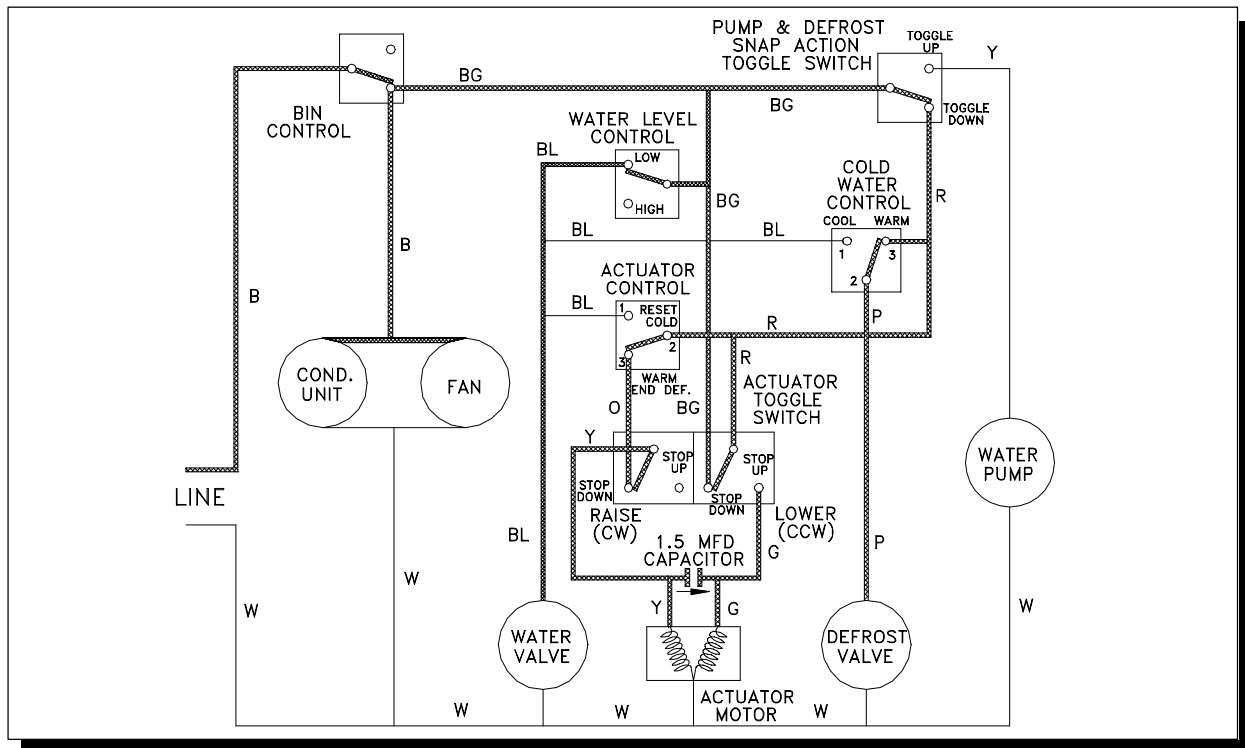 PUMP & DEFROST
SNAP ACTION
TOGGLE SWITCH
TOGGLE
UP
Y
BG
BG
TOGGLE
DOWN
BIN
CONTROL
WATER LEVEL
CONTROL
BL
LOW
HIGH
BG
COLD
WATER
CONTROL
COOL
WARM
R
1
3
2
BL
BL
B
B
ACTUATOR
CONTROL
BL
1
RESET
COLD
2
3
WARM
END DEF.
R
P
R
COND.
UNIT
FAN
ACTUATOR
TOGGLE
SWITCH
O
BG
Y
STOP
UP
STOP
UP
STOP
DOWN
STOP
DOWN
WATER
PUMP
LINE
RAISE
(CW)
LOWER
(CCW)
BL
1.5 MFD
CAPACITOR
G
P
W
W
Y
G
W
WATER
VALVE
DEFROST
VALVE
ACTUATOR
MOTOR
W
W
W